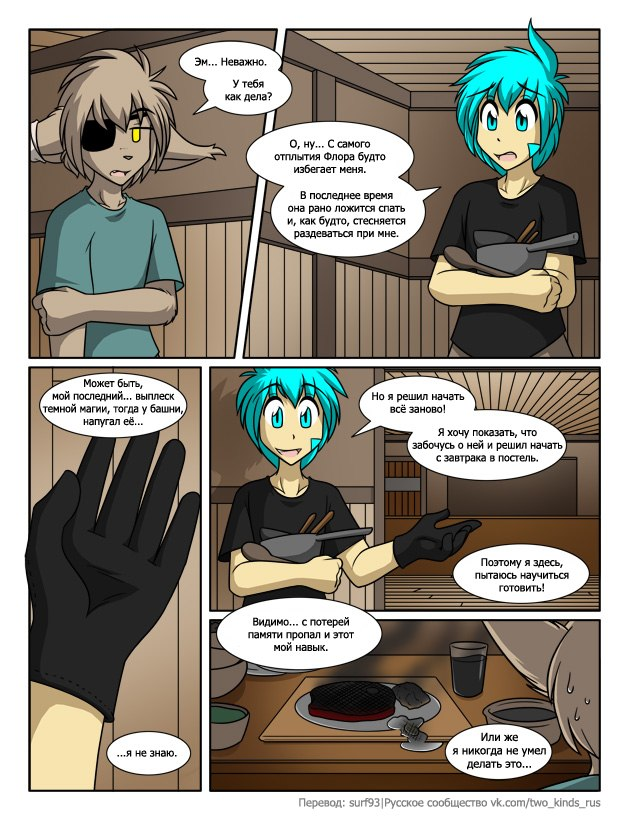 Эм... Неважно.
У тебя
как дела?
О, ну... С самого
отплытия Флора будто
избегает меня.
В последнее время
она рано ложится спать
и, как будто, стесняется
раздеваться при мне.
Может быть,
мой последний... выплеск
темной магии, тогда у башни,
напугал её...
...я не знаю.
Но я решил начать
всё заново!
Я хочу показать, что
забочусь о ней и решил начать
с завтрака в постель.
Поэтому я здесь,
пытаюсь научиться
готовить!
Видимо... с потерей
памяти пропал и этот
мой навык.
Или же
я никогда не умел
делать это...
Перевод: surf93|Русское сообщество vk.com/two_kinds_rus